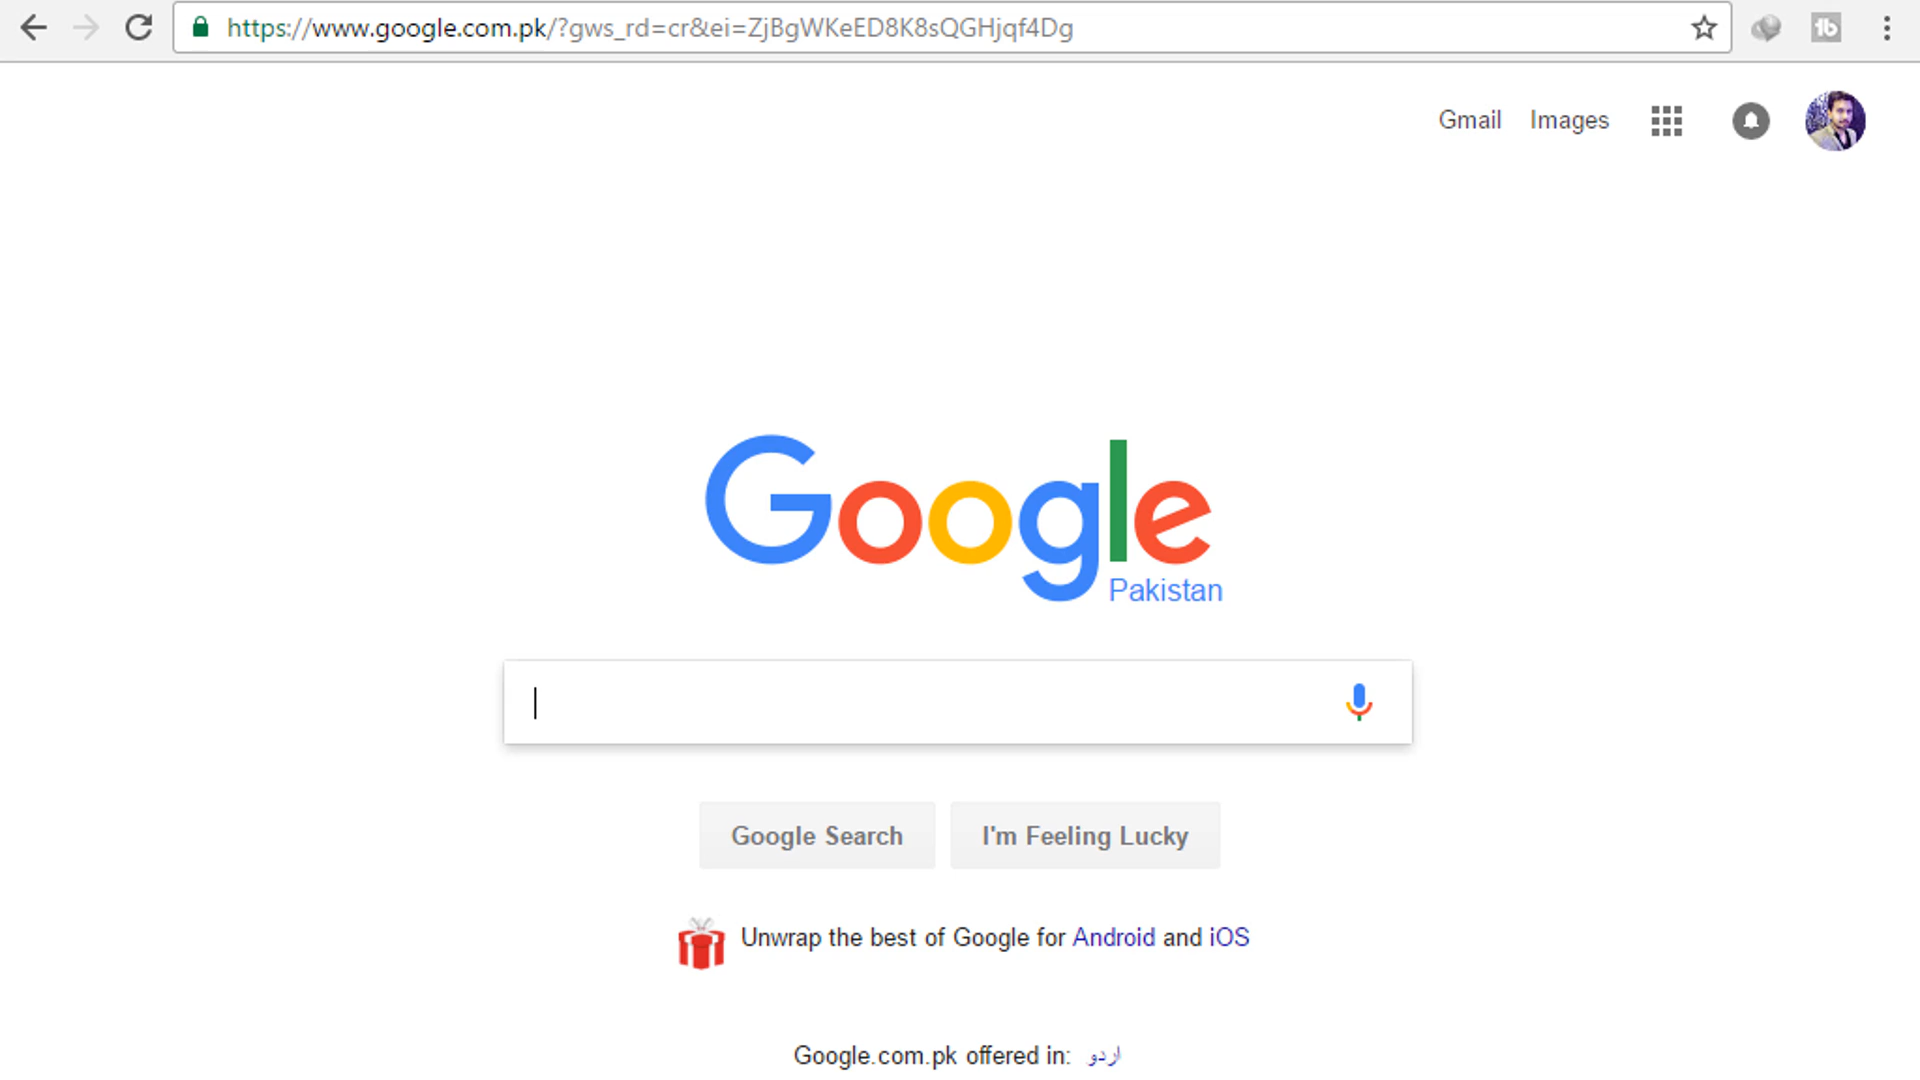 https://www.google.com.pk/?gws_rd=cr&ei=ZjBgWKeED8K8sQGHjqf4Dg
Gmail Images
Google
Pakistan
Google Search I'm Feeling Lucky
Unwrap the best of Google for Android and iOS
Google.com.pk offered in: اردو